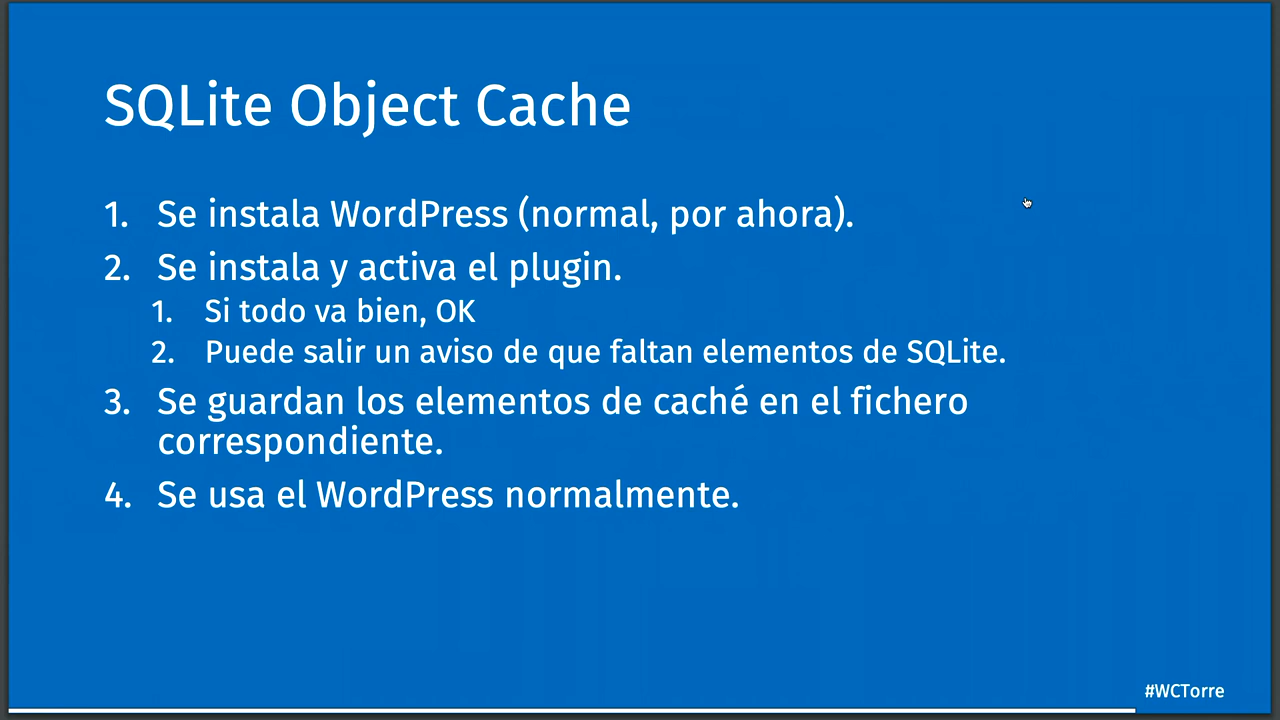 SQLite Object Cache
1. Se instala WordPress (normal, por ahora).
2. Se instala y activa el plugin.
1. Si todo va bien, OK
2. Puede salir un aviso de que faltan elementos de SQLite.
3. Se guardan los elementos de caché en el fichero
correspondiente.
4. Se usa el WordPress normalmente.
#WCTorre